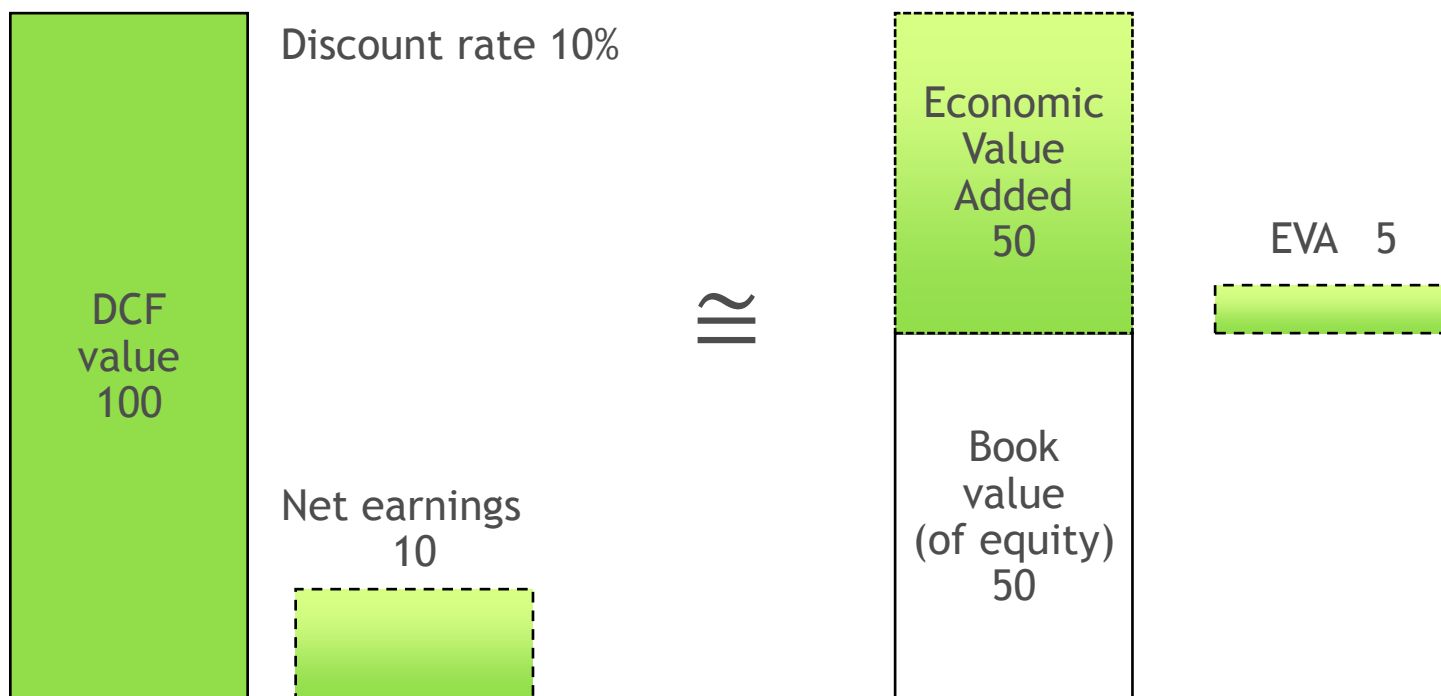 Discount rate 10%
DCF
value
100
Net earnings
10
≅
Economic
Value
Added
50
Book
value
(of equity)
50
EVA 5